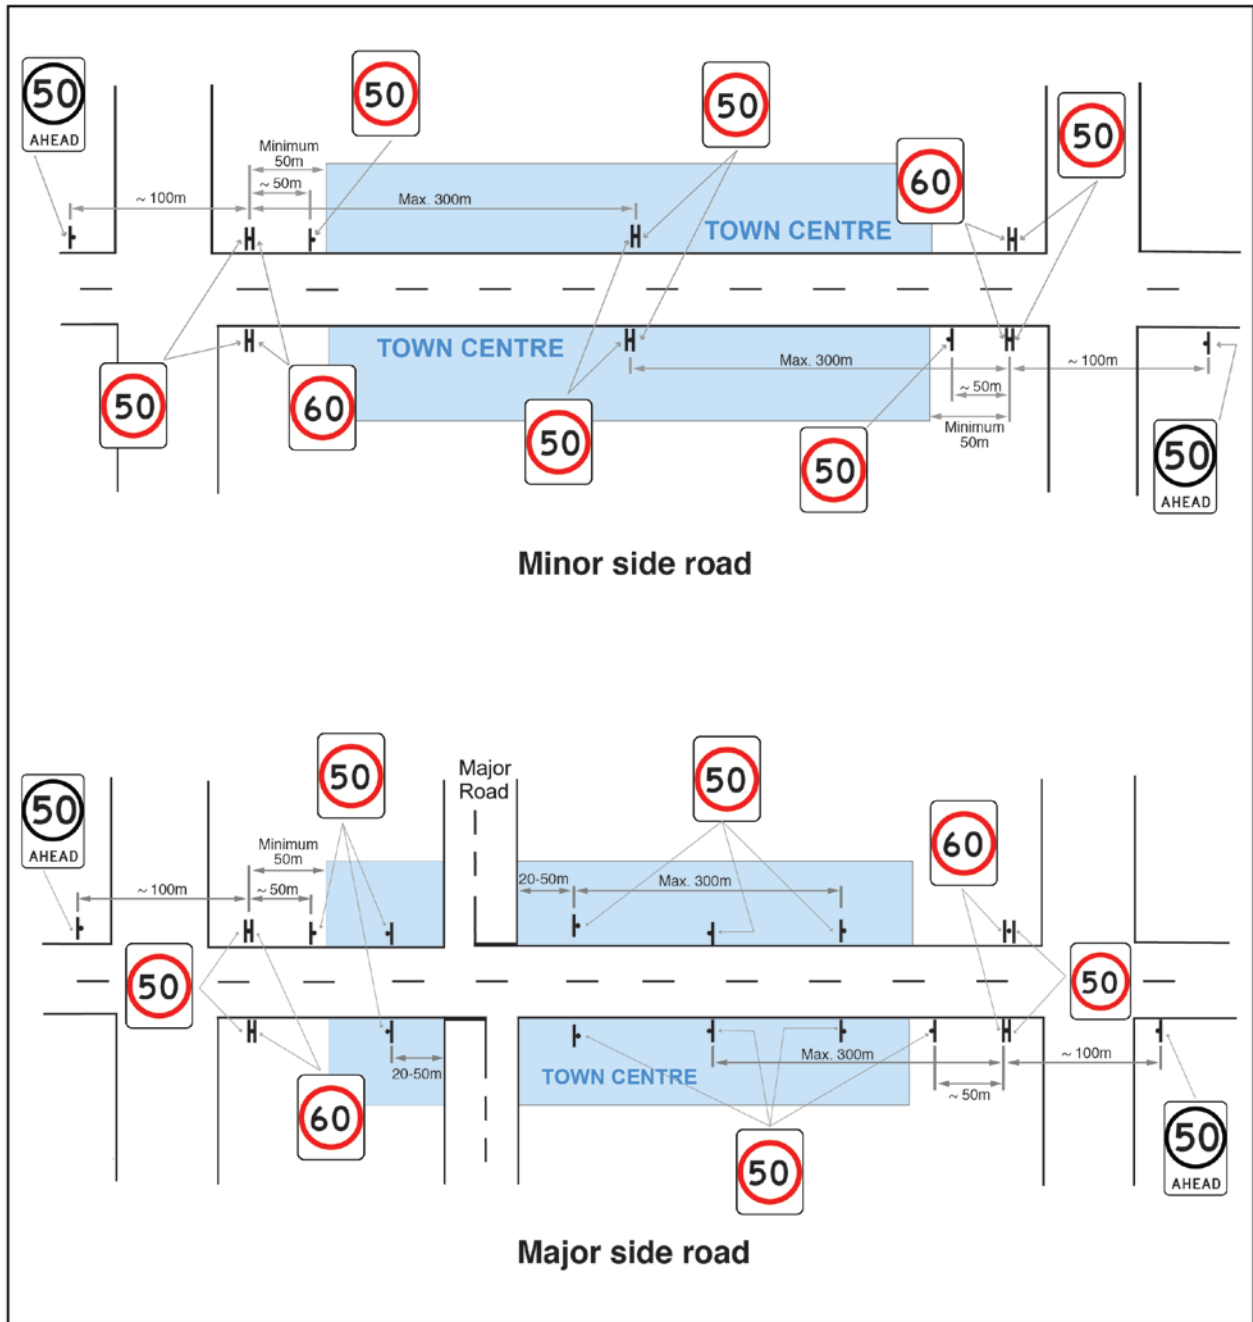 50
AHEAD
50
50
50
60
Minimum
50m
~ 50m
~ 100m
Max. 300m
TOWN CENTRE
TOWN CENTRE
Max. 300m
~ 100m
~ 50m
Minimum
50m
50
60
50
50
50
AHEAD
Minor side road
50
AHEAD
50
Major
Road
50
60
Minimum
50m
~ 50m
~ 100m
20-50m
Max. 300m
50
50
20-50m
Max. 300m
~ 100m
~ 50m
TOWN CENTRE
60
50
50
AHEAD
Major side road